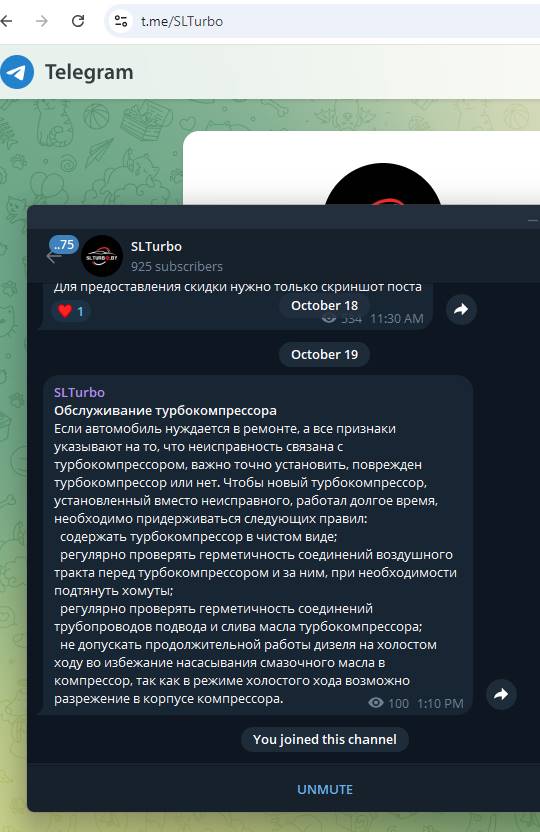 t.me/SLTurbo
Telegram
..75
SLTURBO.BY
SLTurbo
925 subscribers
Для предоставления скидки нужно только скриншот поста
October 18
1
534 11:30 AM
October 19
SLTurbo
Обслуживание турбокомпрессора
Если автомобиль нуждается в ремонте, а все признаки
указывают на то, что неисправность связана с
турбокомпрессором, важно точно установить, поврежден
турбокомпрессор или нет. Чтобы новый турбокомпрессор,
установленный вместо неисправного, работал долгое время,
необходимо придерживаться следующих правил:
содержать турбокомпрессор в чистом виде;
регулярно проверять герметичность соединений воздушного
тракта перед турбокомпрессором и за ним, при необходимости
подтянуть хомуты;
регулярно проверять герметичность соединений
трубопроводов подвода и слива масла турбокомпрессора;
не допускать продолжительной работы дизеля на холостом
ходу во избежание насасывания смазочного масла в
компрессор, так как в режиме холостого хода возможно
разрежение в корпусе компрессора.
100 1:10 PM
You joined this channel
UNMUTE